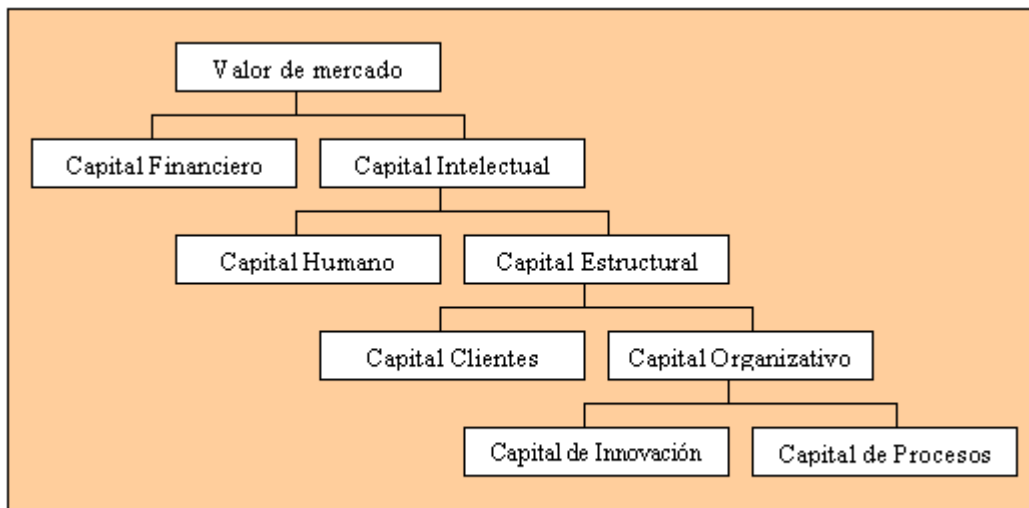 Valor de mercado
Capital Financiero
Capital Intelectual
Capital Humano
Capital Estructural
Capital Clientes
Capital Organizativo
Capital de Innovación
Capital de Procesos